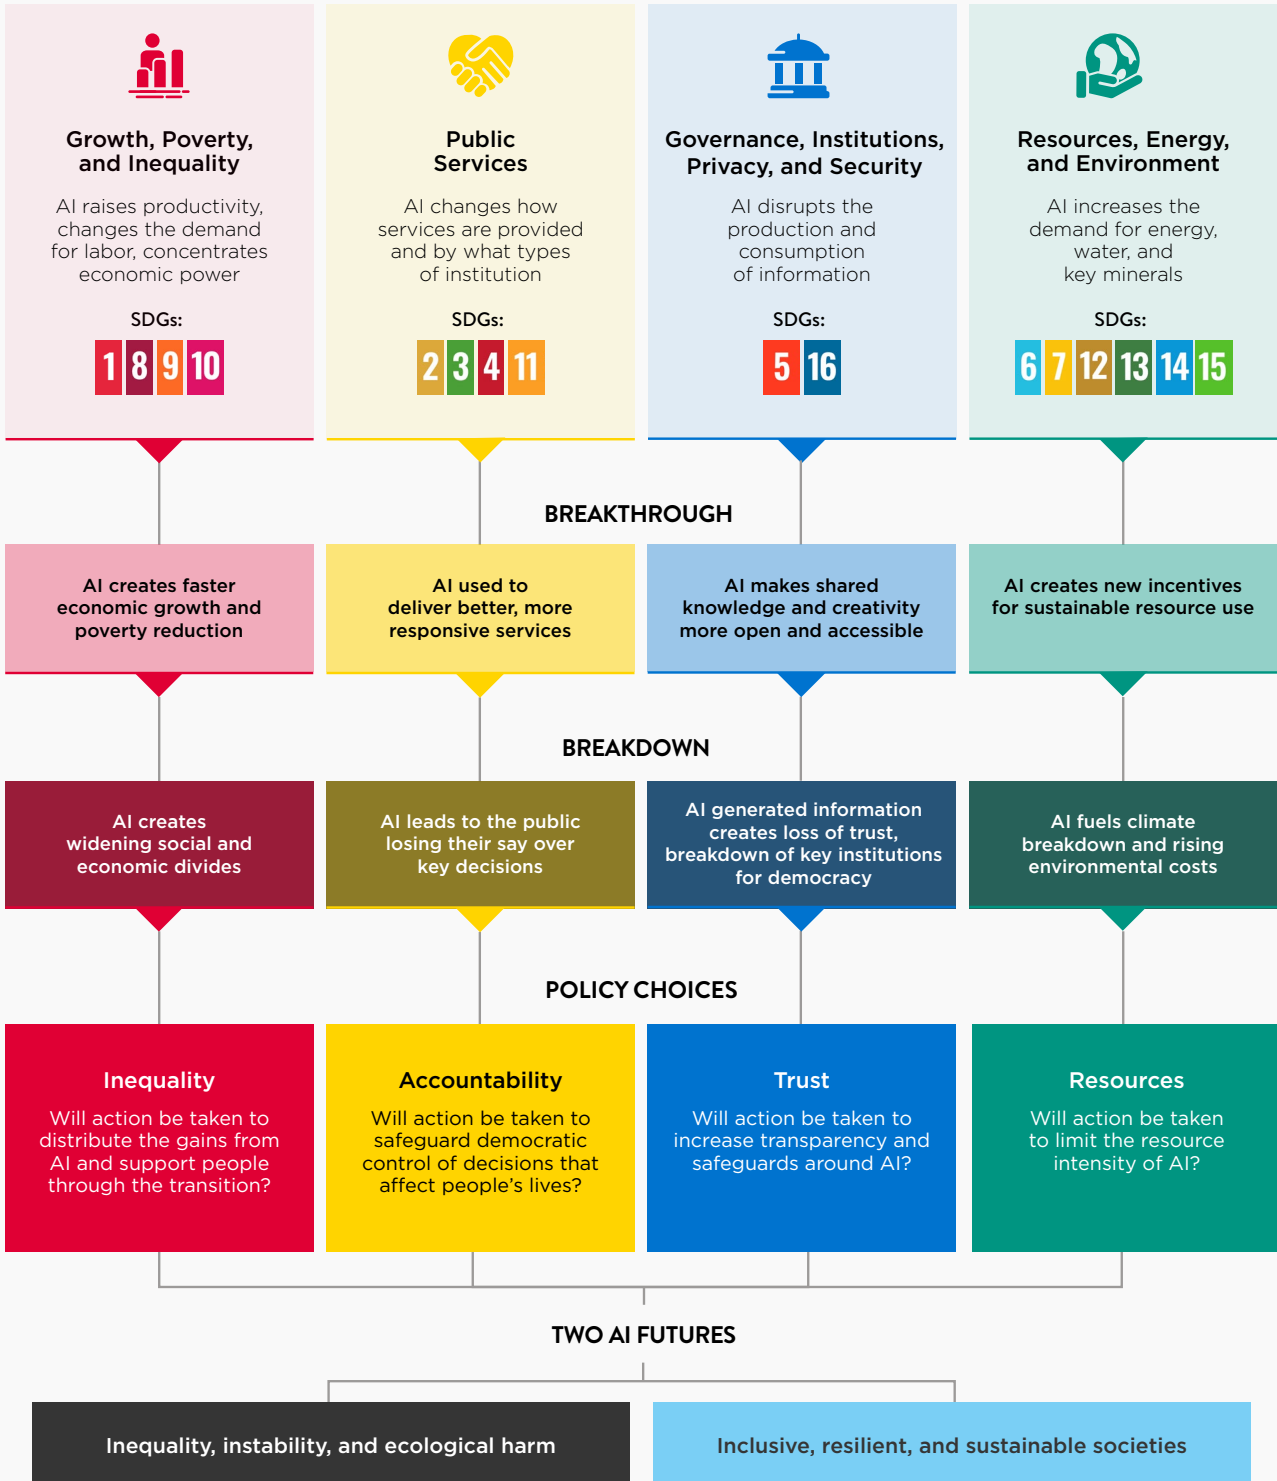 Growth, Poverty,
and Inequality
AI raises productivity,
changes the demand
for labor, concentrates
economic power
SDGs:
1 8 9 10
Public
Services
AI changes how
services are provided
and by what types
of institution
SDGs:
2 3 4 11
Governance, Institutions,
Privacy, and Security
AI disrupts the
production and
consumption
of information
SDGs:
5 16
Resources, Energy,
and Environment
AI increases the
demand for energy,
water, and
key minerals
SDGs:
6 7 12 13 14 15
BREAKTHROUGH
AI creates faster
economic growth and
poverty reduction
AI used to
deliver better, more
responsive services
AI makes shared
knowledge and creativity
more open and accessible
AI creates new incentives
for sustainable resource use
BREAKDOWN
AI creates
widening social and
economic divides
AI leads to the public
losing their say over
key decisions
AI generated information
creates loss of trust,
breakdown of key institutions
for democracy
AI fuels climate
breakdown and rising
environmental costs
POLICY CHOICES
Inequality
Will action be taken to
distribute the gains from
AI and support people
through the transition?
Accountability
Will action be taken to
safeguard democratic
control of decisions that
affect people’s lives?
Trust
Will action be taken to
increase transparency and
safeguards around AI?
Resources
Will action be taken
to limit the resource
intensity of AI?
TWO AI FUTURES
Inequality, instability, and ecological harm
Inclusive, resilient, and sustainable societies